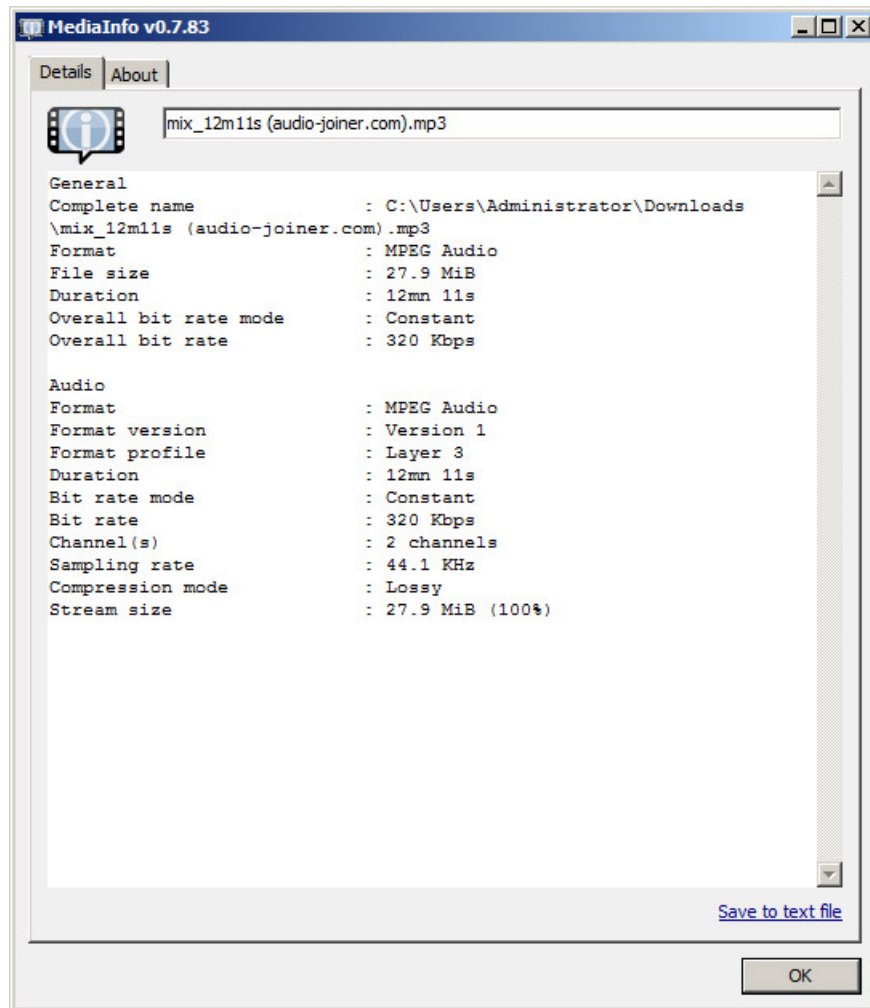 MediaInfo v0.7.83
Details
About
mix_12m11s (audio-joiner.com).mp3
General
Complete name : C:\Users\Administrator\Downloads
\mix_12m11s (audio-joiner.com).mp3
Format : MPEG Audio
File size : 27.9 MiB
Duration : 12mn 11s
Overall bit rate mode : Constant
Overall bit rate : 320 Kbps
Audio
Format : MPEG Audio
Format version : Version 1
Format profile : Layer 3
Duration : 12mn 11s
Bit rate mode : Constant
Bit rate : 320 Kbps
Channel(s) : 2 channels
Sampling rate : 44.1 KHz
Compression mode : Lossy
Stream size : 27.9 MiB (100%)
Save to text file
OK